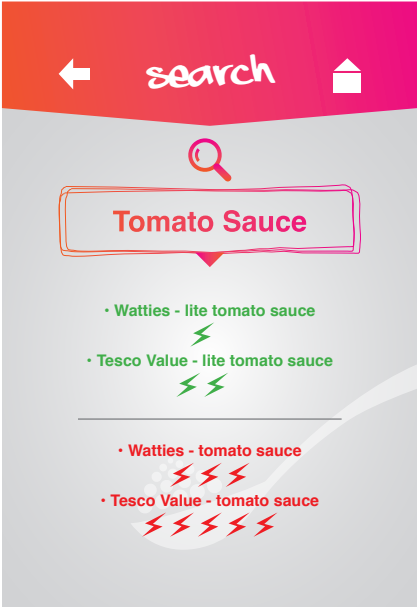 search
Tomato Sauce
• Watties - lite tomato sauce
• Tesco Value - lite tomato sauce
• Watties - tomato sauce
• Tesco Value - tomato sauce